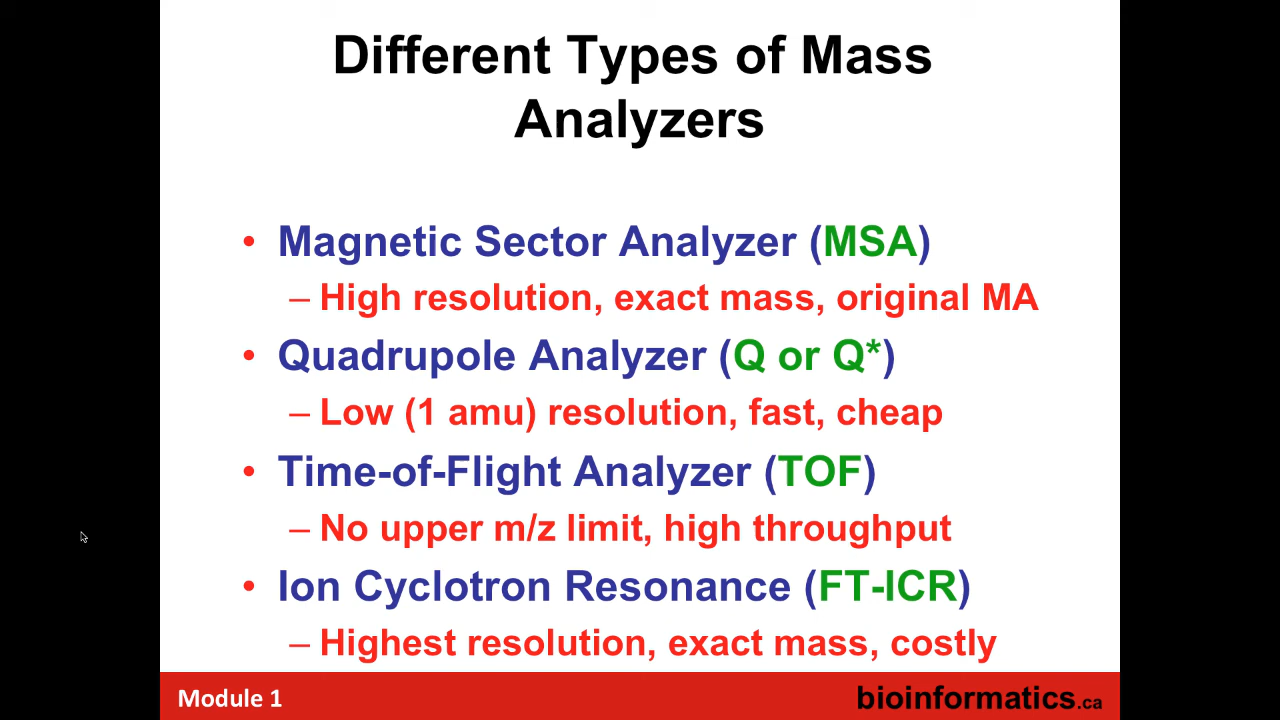 Different Types of Mass
Analyzers
• Magnetic Sector Analyzer (MSA)
– High resolution, exact mass, original MA
• Quadrupole Analyzer (Q or Q*)
– Low (1 amu) resolution, fast, cheap
• Time-of-Flight Analyzer (TOF)
– No upper m/z limit, high throughput
• Ion Cyclotron Resonance (FT-ICR)
– Highest resolution, exact mass, costly
Module 1
bioinformatics.ca